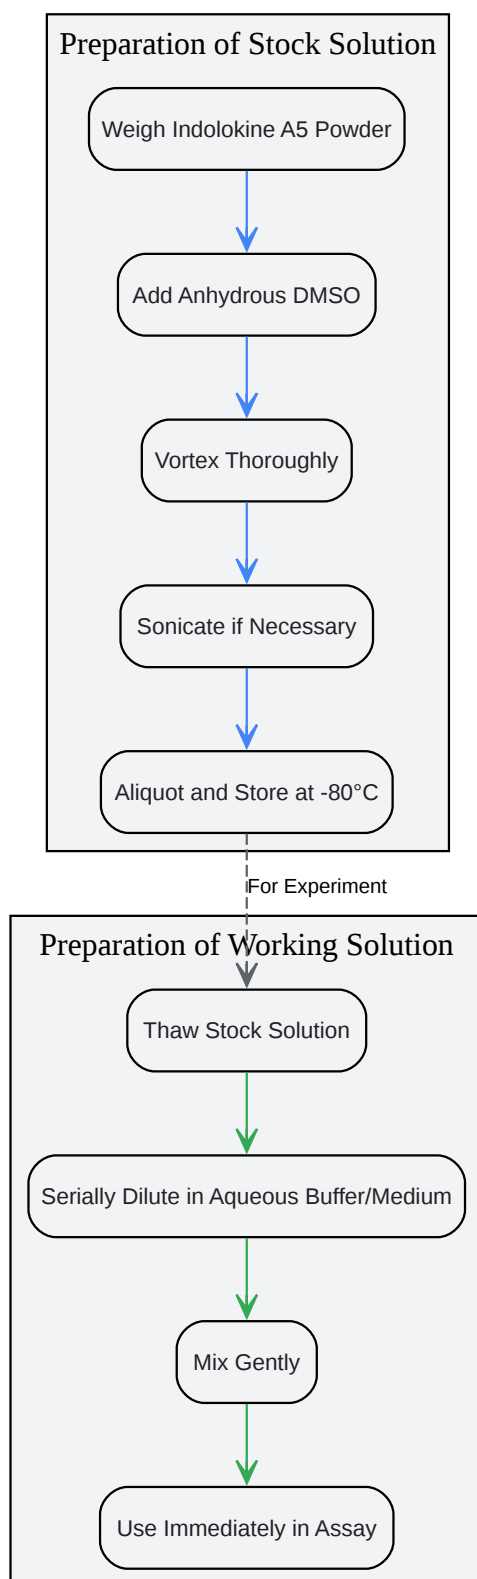 Preparation of Stock Solution
Weigh Indolokine A5 Powder
Add Anhydrous DMSO
Vortex Thoroughly
Sonicate if Necessary
Aliquot and Store at -80°C
For Experiment
Preparation of Working Solution
Thaw Stock Solution
Serially Dilute in Aqueous Buffer/Medium
Mix Gently
Use Immediately in Assay